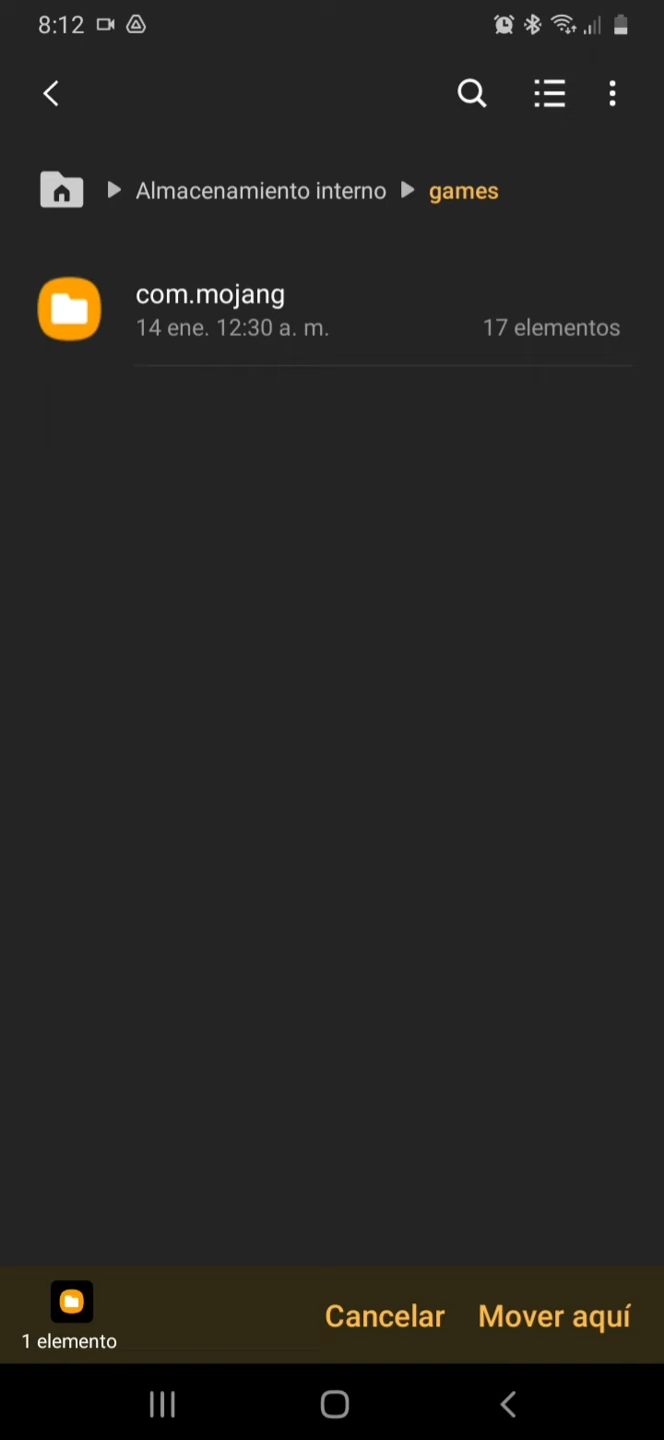 8:12
Almacenamiento interno games
com.mojang
14 ene. 12:30 a. m. 17 elementos
1 elemento
Cancelar Mover aquí